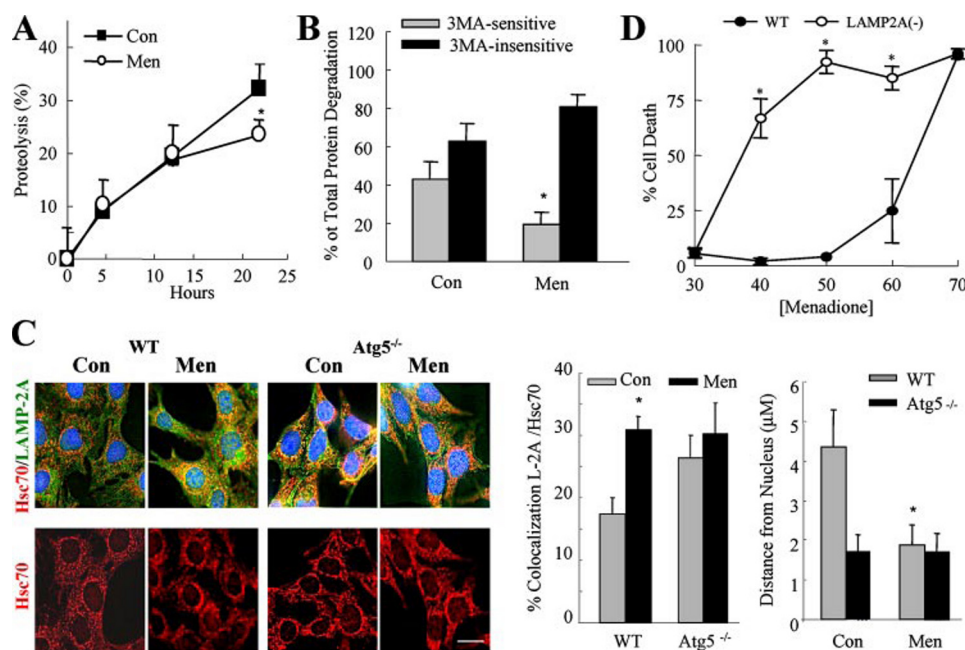 A
Con
Men
Proteolysis (%)
40
30
20
10
0
*
0 5 10 15 20 25
Hours
B
3MA-sensitive
3MA-insensitive
% ot Total Protein Degradation
100
80
60
40
20
*
Con Men
D
WT LAMP2A(-)
% Cell Death
100
75
50
25
0
* * *
30 40 50 60 70
[Menadione]
C
WT Atg5-/-
Con Men Con Men
Hsc70/LAMP-2A
Hsc70
% Colocalization L-2A /Hsc70
Con Men
40
30
20
10
0
*
WT Atg5 -/-
Distance from Nucleus (μM)
WT
Atg5 -/-
6
5
4
3
2
1
0
*
Con Men